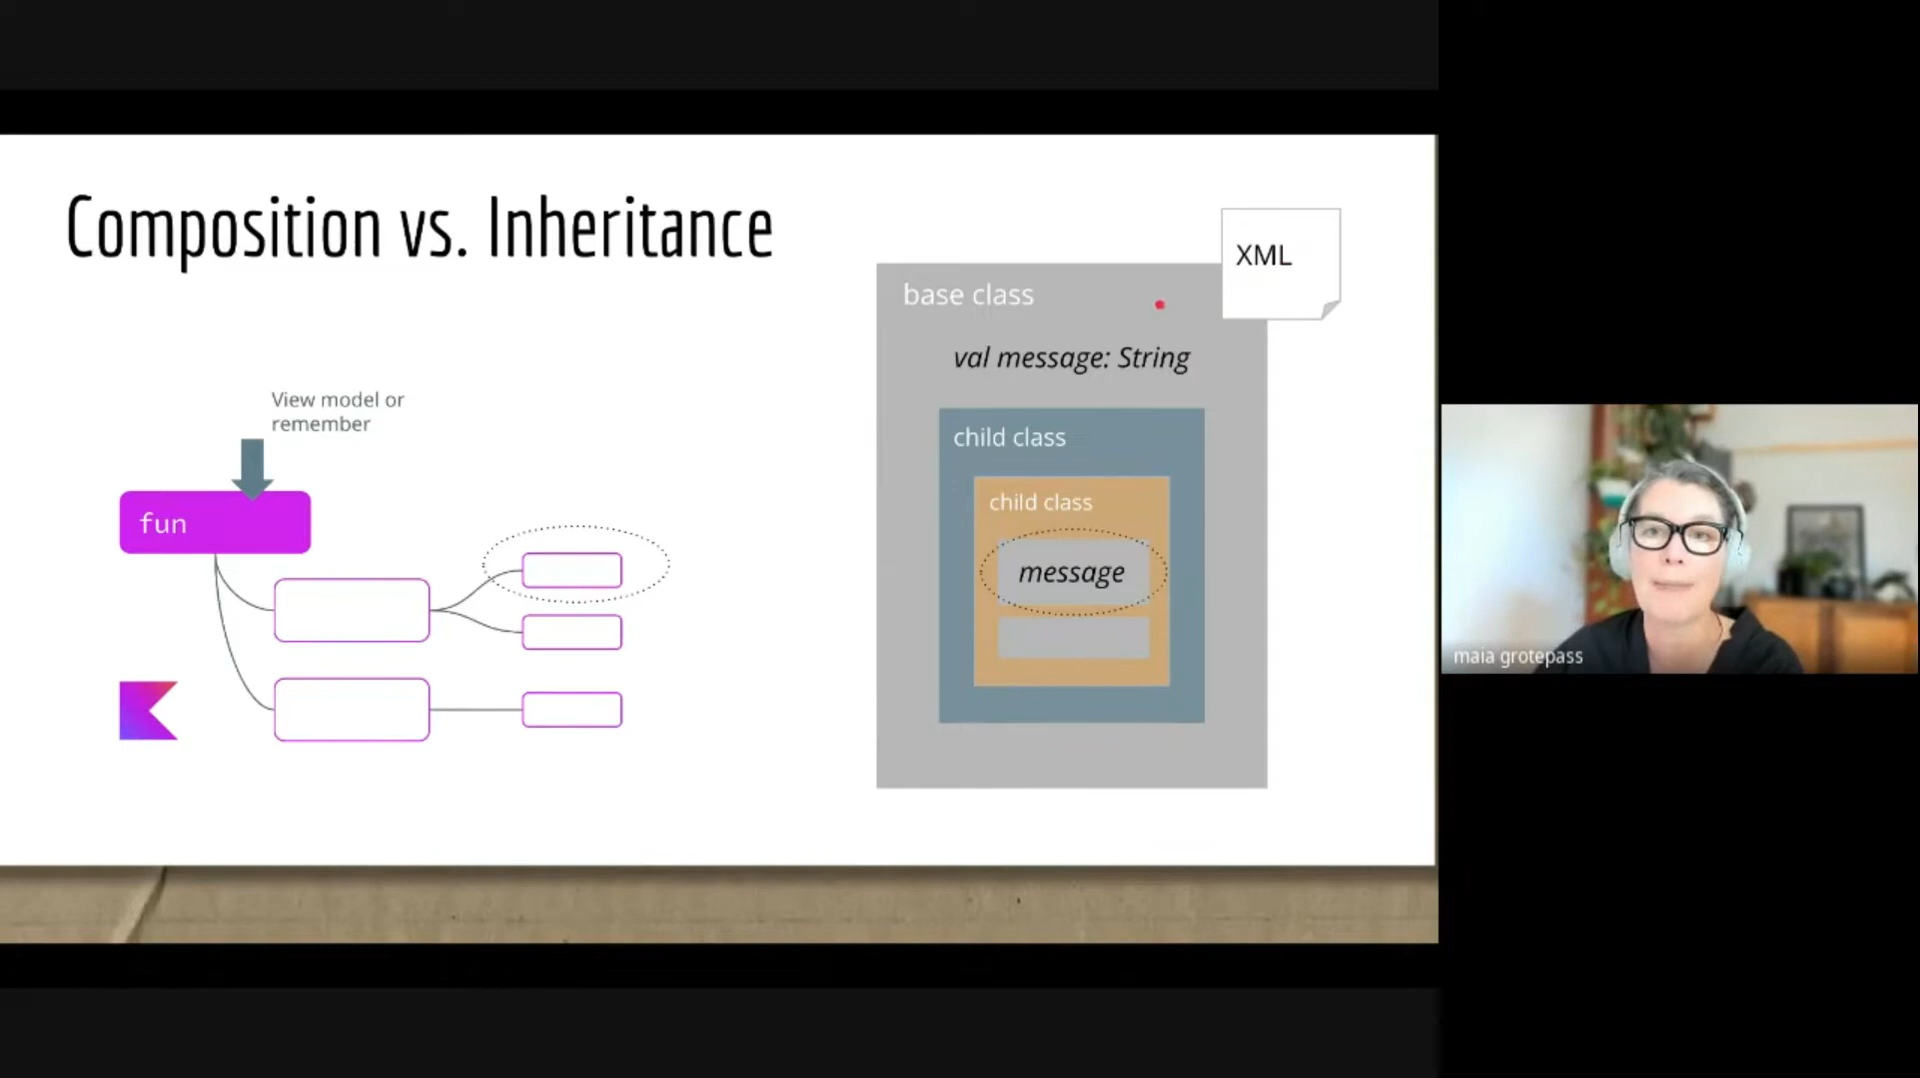 Composition vs. Inheritance
View model or
remember
fun
XML
base class
val message: String
child class
child class
message
maia grotepass